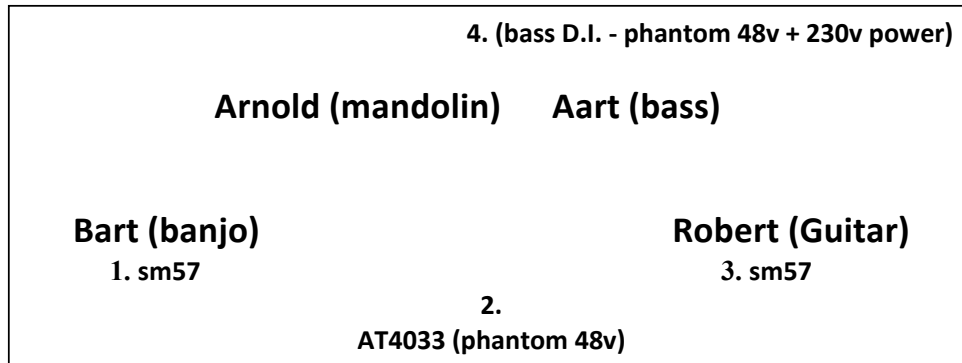 4. (bass D.I. - phantom 48v + 230v power)
Arnold (mandolin) Aart (bass)
Bart (banjo) Robert (Guitar)
1. sm57 3. sm57
2.
AT4033 (phantom 48v)